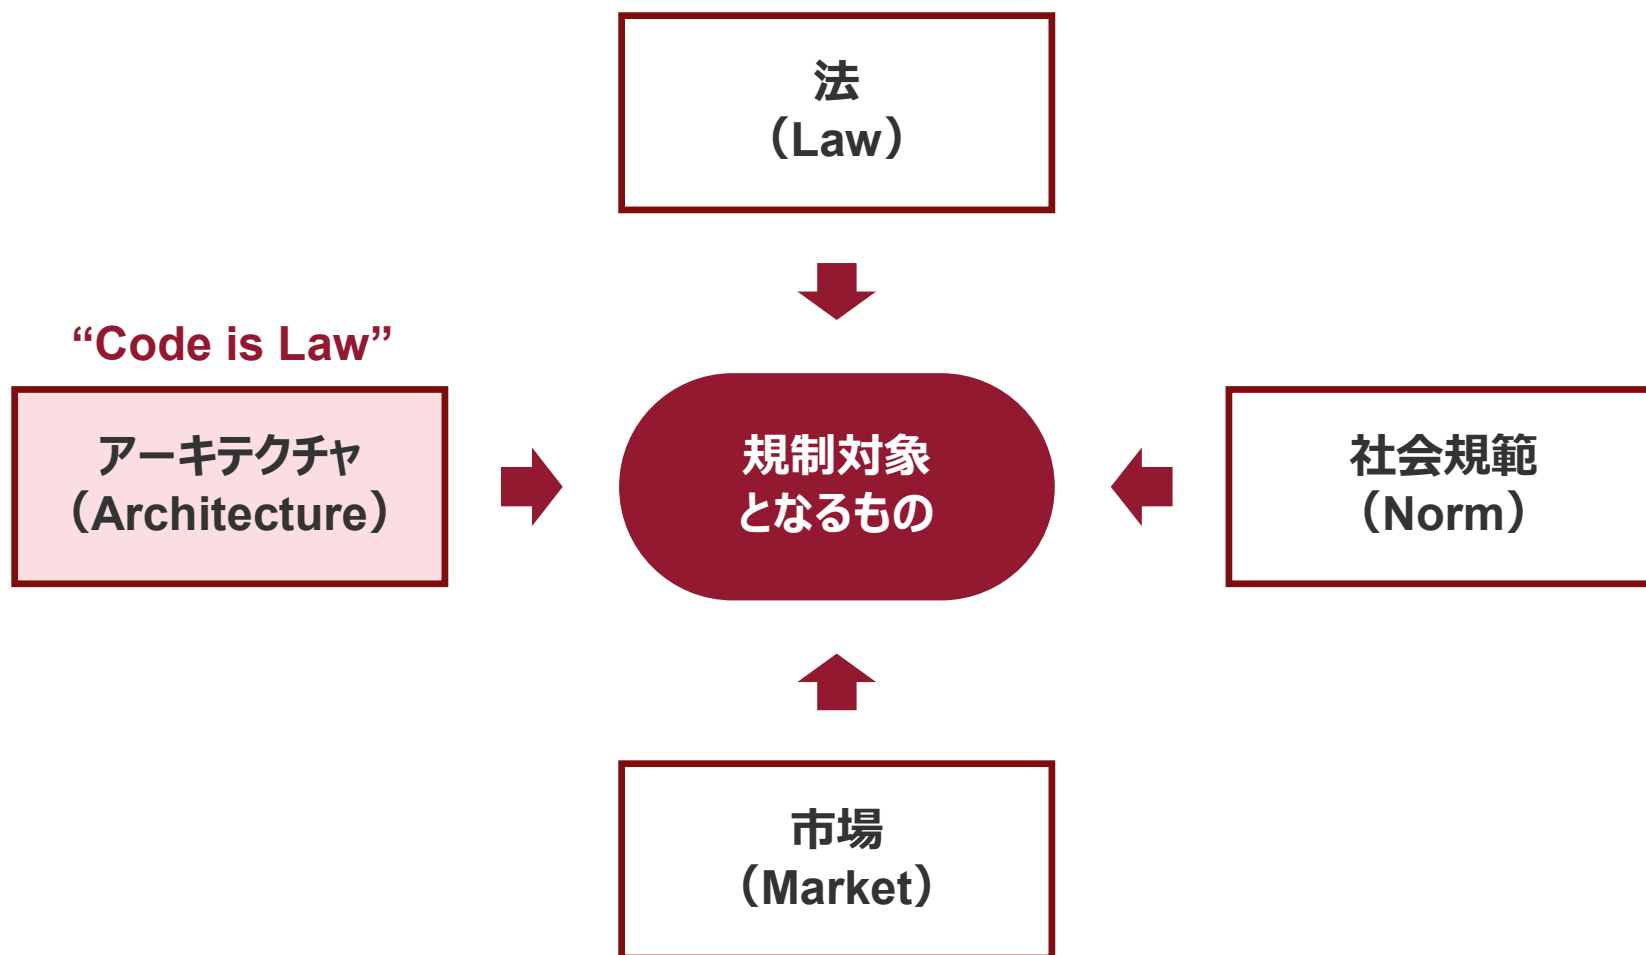 法
（Law）
“Code is Law”
アーキテクチャ
（Architecture）
規制対象
となるもの
社会規範
（Norm）
市場
（Market）